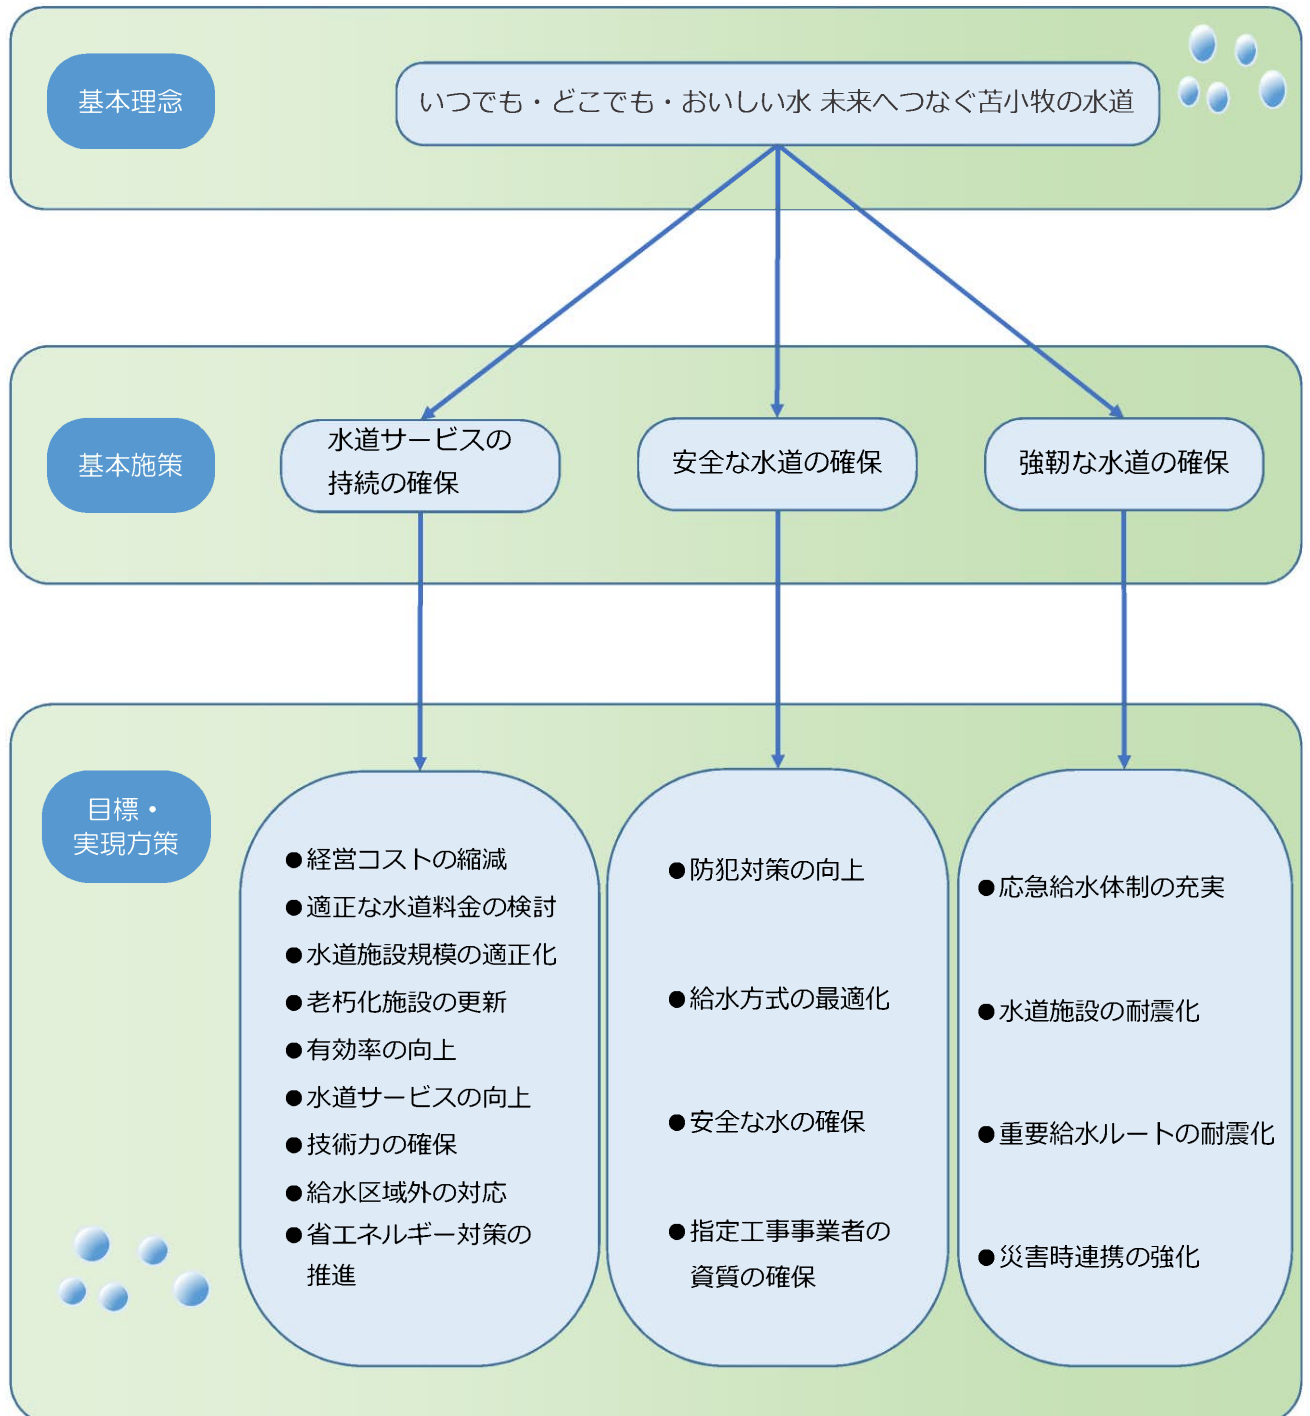 基本理念
いつでも・どこでも・おいしい水 未来へつなぐ苫小牧の水道
基本施策
水道サービスの
持続の確保
安全な水道の確保
強靭な水道の確保
目標・
実現方策
●経営コストの縮減
●適正な水道料金の検討
●水道施設規模の適正化
●老朽化施設の更新
●有効率の向上
●水道サービスの向上
●技術力の確保
●給水区域外の対応
●省エネルギー対策の
推進
●防犯対策の向上
●給水方式の最適化
●安全な水の確保
●指定工事事業者の
資質の確保
●応急給水体制の充実
●水道施設の耐震化
●重要給水ルートの耐震化
●災害時連携の強化